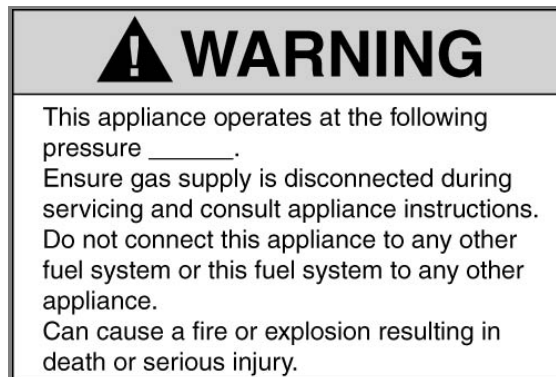 WARNING
This appliance operates at the following
pressure ______.
Ensure gas supply is disconnected during
servicing and consult appliance instructions.
Do not connect this appliance to any other
fuel system or this fuel system to any other
appliance.
Can cause a fire or explosion resulting in
death or serious injury.